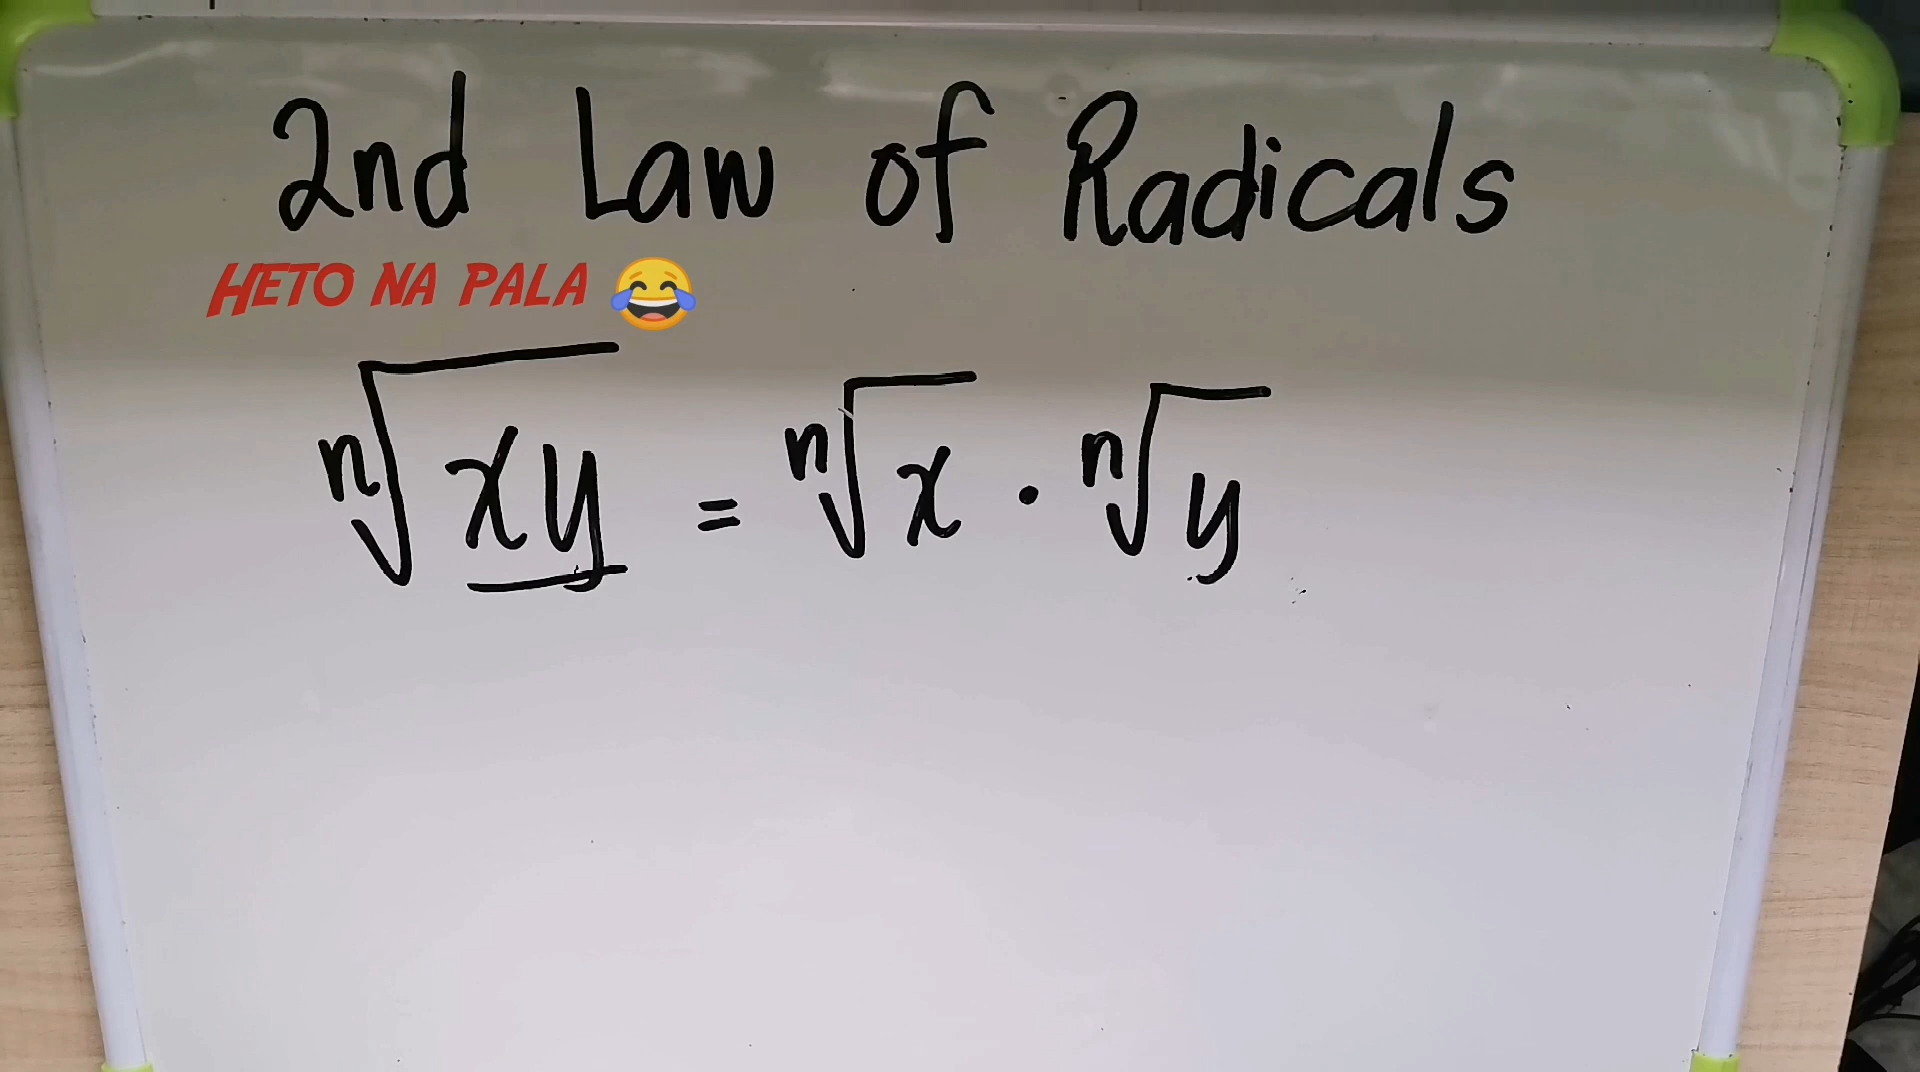 2nd Law of Radicals
HETO NA PALA 😂
ⁿ√(xy) = ⁿ√x · ⁿ√y